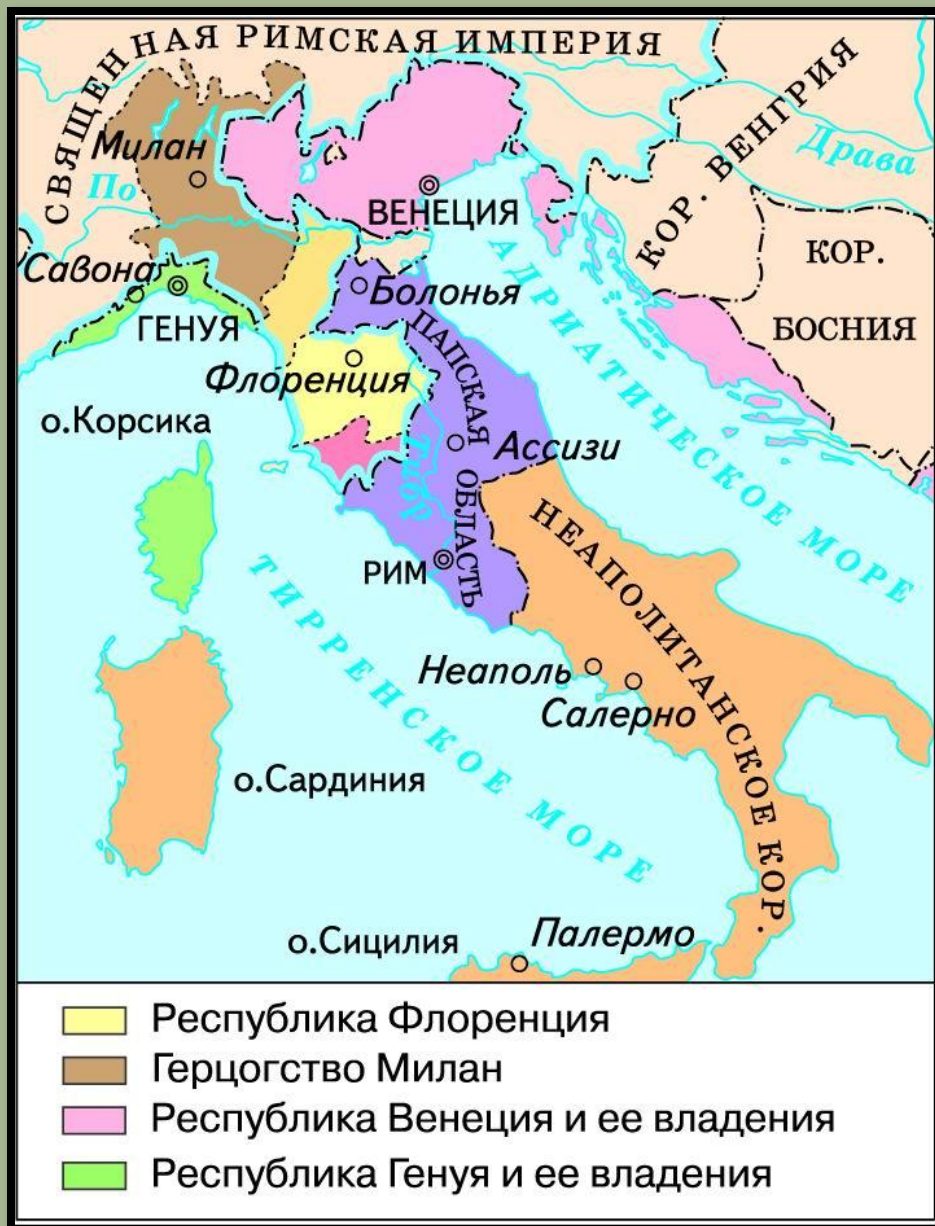 СВЯЩЕННАЯ РИМСКАЯ ИМПЕРИЯ
КОР. ВЕНГРИЯ
Драва
Милан
По
ВЕНЕЦИЯ
КОР.
БОСНИЯ
Савона
ГЕНУЯ
Болонья
АДРИАТИЧЕСКОЕ МОРЕ
Флоренция
ПАПСКАЯ ОБЛАСТЬ
о.Корсика
Тибр
Ассизи
РИМ
НЕАПОЛИТАНСКОЕ КОР.
ТИРРЕНСКОЕ МОРЕ
Неаполь
Салерно
о.Сардиния
о.Сицилия
Палермо
Республика Флоренция
Герцогство Милан
Республика Венеция и ее владения
Республика Генуя и ее владения